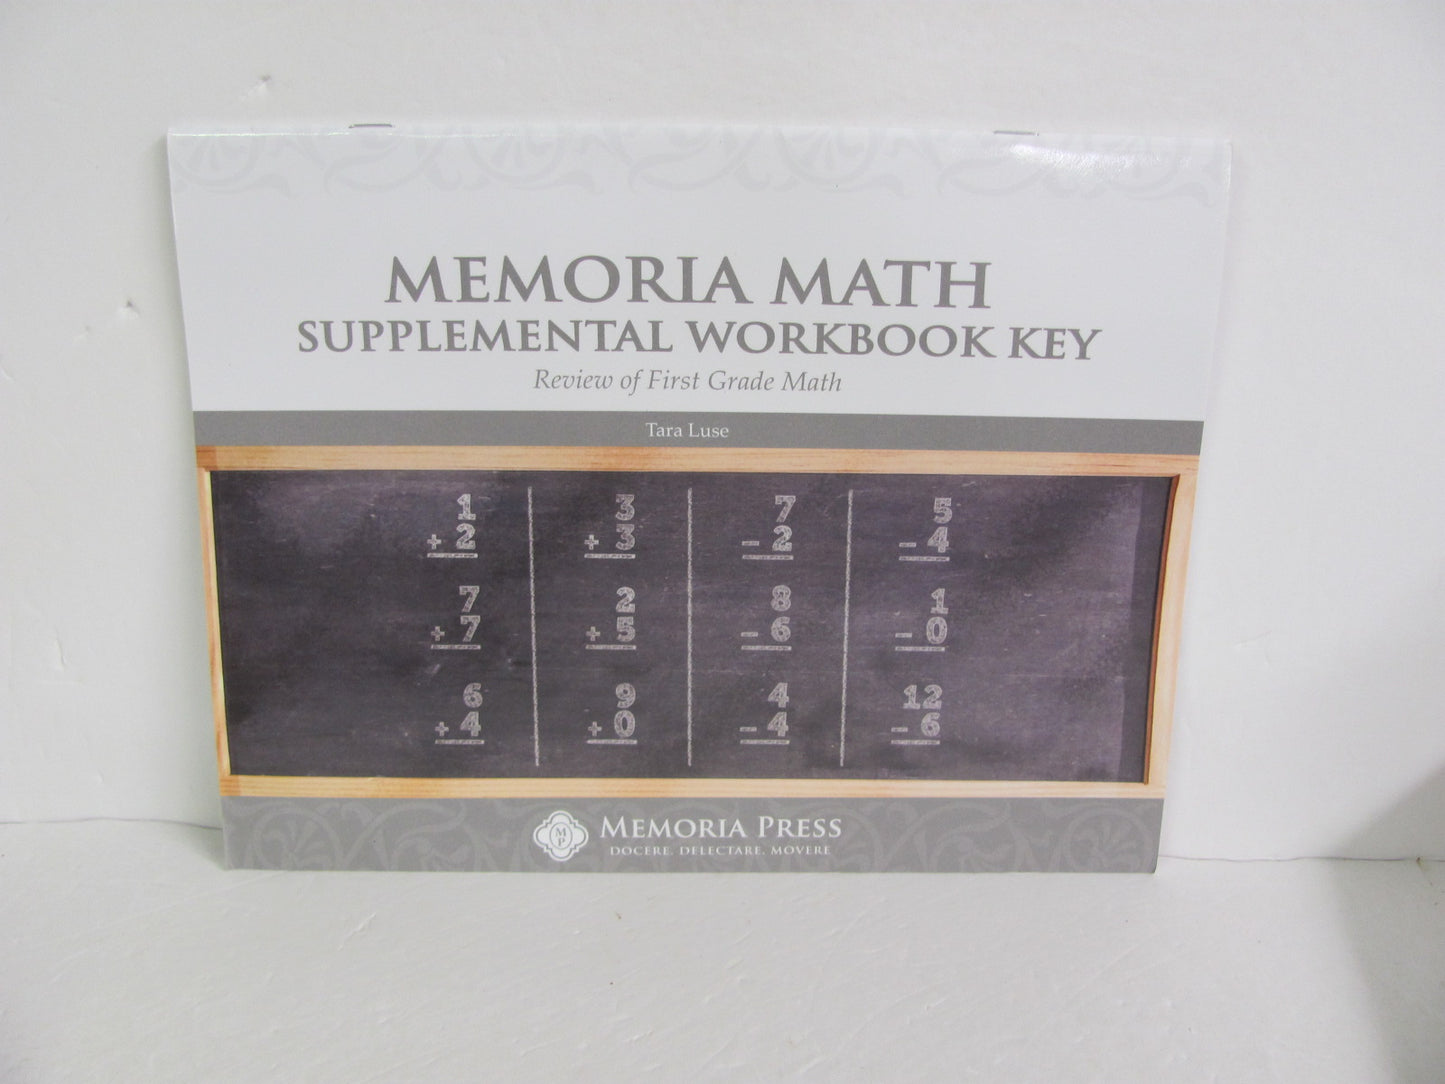 MEMORIA MATH
SUPPLEMENTAL WORKBOOK KEY
Review of First Grade Math
Tara Luse
1 3 7 5
+ 2 + 3 - 2 - 4
7 2 8 1
+ 7 + 5 - 6 - 0
6 9 4 12
+ 4 + 0 - 4 - 6
M
P
MEMORIA PRESS
DOCERE, DELECTARE, MOVERE